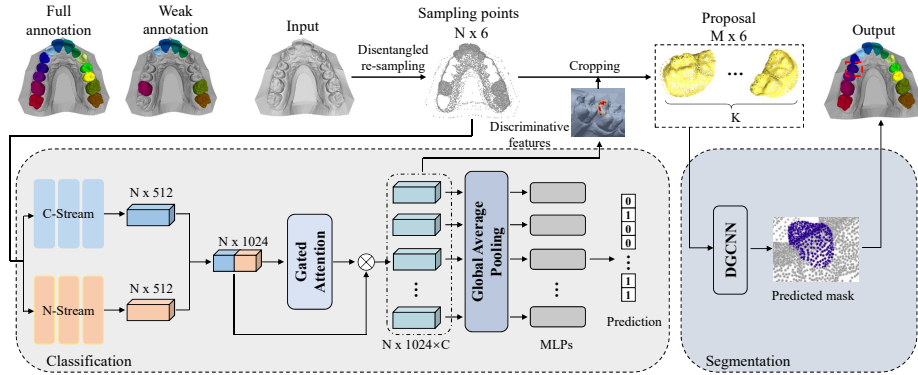 Full
annotation
Weak
annotation
Input
Disentangled
re-sampling
Sampling points
N x 6
Cropping
Discriminative
features
Proposal
M x 6
...
K
Output
C-Stream
N x 512
N-Stream
N x 512
N x 1024
Gated
Attention
...
N x 1024×C
Global Average
Pooling
...
MLPs
0
1
0
0
...
1
1
Prediction
Classification
DGCNN
Predicted mask
Segmentation